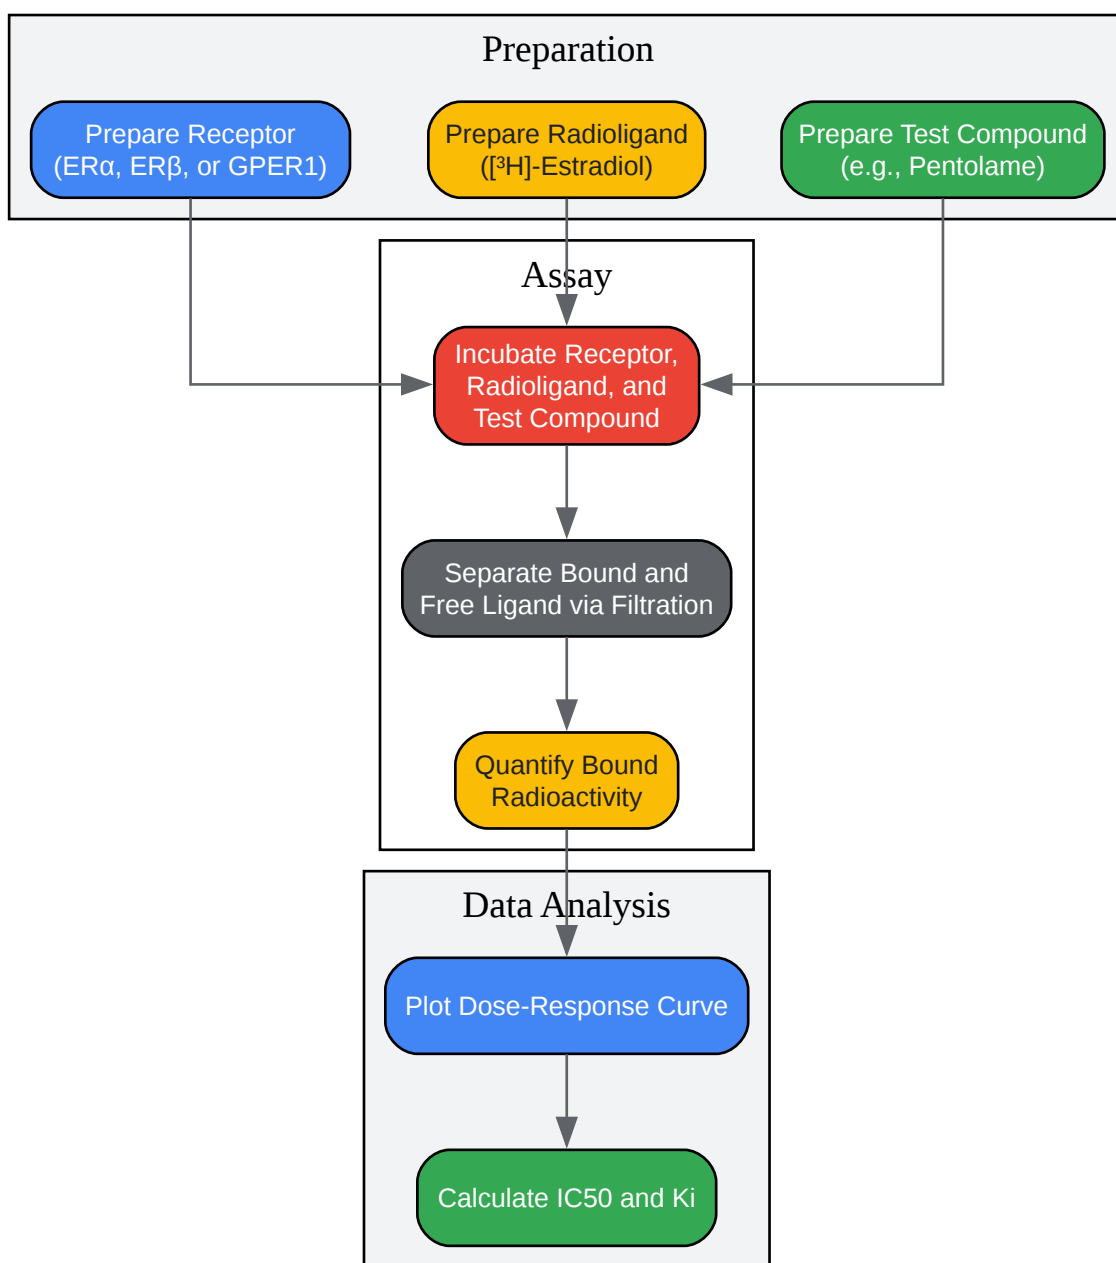 Preparation
Prepare Receptor
(ERα, ERβ, or GPER1)
Prepare Radioligand
([³H]-Estradiol)
Prepare Test Compound
(e.g., Pentolame)
Assay
Incubate Receptor,
Radioligand, and
Test Compound
Separate Bound and
Free Ligand via Filtration
Quantify Bound
Radioactivity
Data Analysis
Plot Dose-Response Curve
Calculate IC50 and Ki